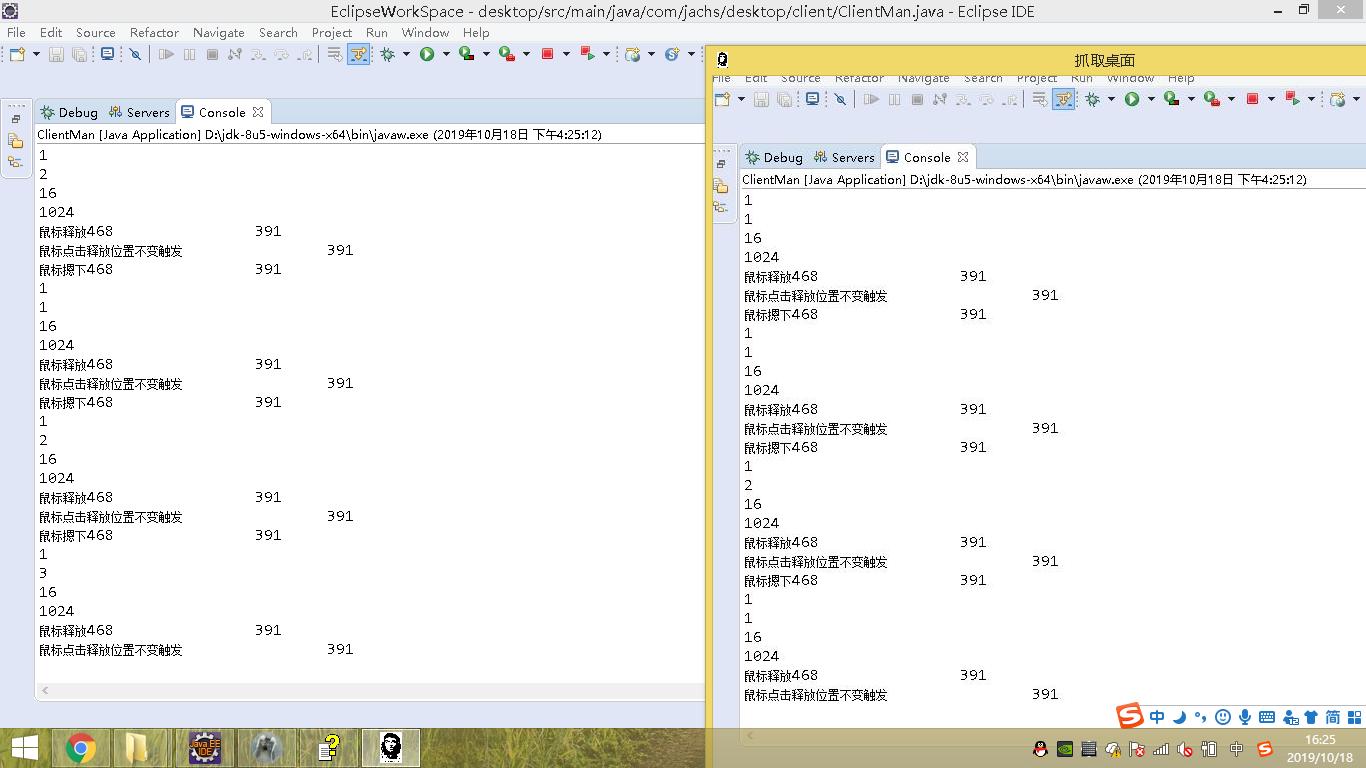 EclipseWorkSpace - desktop/src/main/java/com/jachs/desktop/client/ClientMan.java - Eclipse IDE
File Edit Source Refactor Navigate Search Project Run Window Help
Debug Servers Console
ClientMan [Java Application] D:\jdk-8u5-windows-x64\bin\javaw.exe (2019年10月18日 下午4:25:12)
1
2
16
1024
鼠标释放468 391
鼠标点击释放位置不变触发 391
鼠标摁下468 391
1
1
16
1024
鼠标释放468 391
鼠标点击释放位置不变触发 391
鼠标摁下468 391
1
2
16
1024
鼠标释放468 391
鼠标点击释放位置不变触发 391
鼠标摁下468 391
1
3
16
1024
鼠标释放468 391
鼠标点击释放位置不变触发 391
抓取桌面
File Edit Source Refactor Navigate Search Project Run Window Help
Debug Servers Console
ClientMan [Java Application] D:\jdk-8u5-windows-x64\bin\javaw.exe (2019年10月18日 下午4:25:12)
1
1
16
1024
鼠标释放468 391
鼠标点击释放位置不变触发 391
鼠标摁下468 391
1
1
16
1024
鼠标释放468 391
鼠标点击释放位置不变触发 391
鼠标摁下468 391
1
2
16
1024
鼠标释放468 391
鼠标点击释放位置不变触发 391
鼠标摁下468 391
1
1
16
1024
鼠标释放468 391
鼠标点击释放位置不变触发 391
中 简
Java EE IDE
中
16:25
2019/10/18